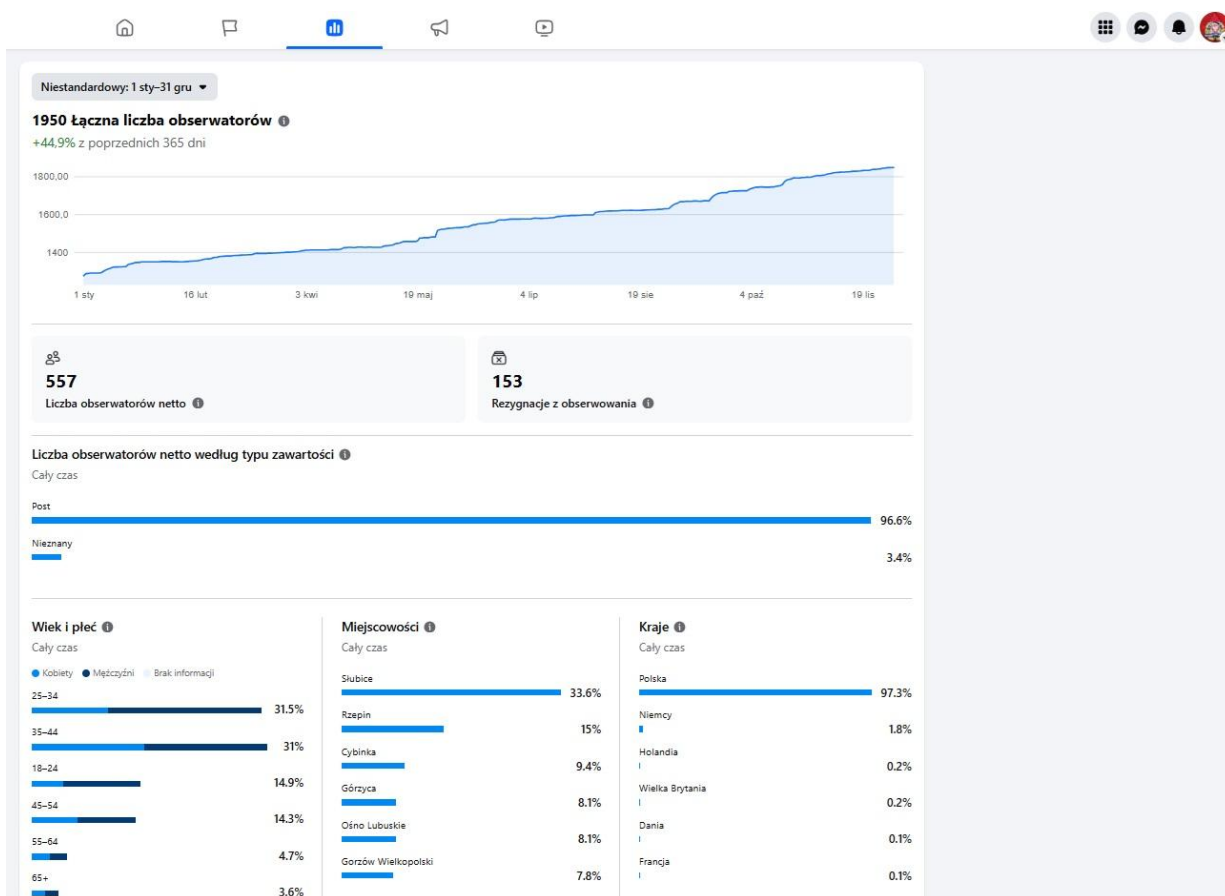 Niestandardowy: 1 sty–31 gru
1950 Łączna liczba obserwatorów
+44,9% z poprzednich 365 dni
1800,00
1600,0
1400
1 sty 16 lut 3 kwi 19 maj 4 lip 19 sie 4 paź 19 lis
557
Liczba obserwatorów netto
153
Rezygnacje z obserwowania
Liczba obserwatorów netto według typu zawartości
Cały czas
Post
96.6%
Nieznany
3.4%
Wiek i płeć
Cały czas
Kobiety Mężczyźni Brak informacji
25–34
31.5%
35–44
31%
18–24
14.9%
45–54
14.3%
55–64
4.7%
65+
3.6%
Miejscowości
Cały czas
Słubice
33.6%
Rzepin
15%
Cybinka
9.4%
Górzyca
8.1%
Ośno Lubuskie
8.1%
Gorzów Wielkopolski
7.8%
Kraje
Cały czas
Polska
97.3%
Niemcy
1.8%
Holandia
0.2%
Wielka Brytania
0.2%
Dania
0.1%
Francja
0.1%